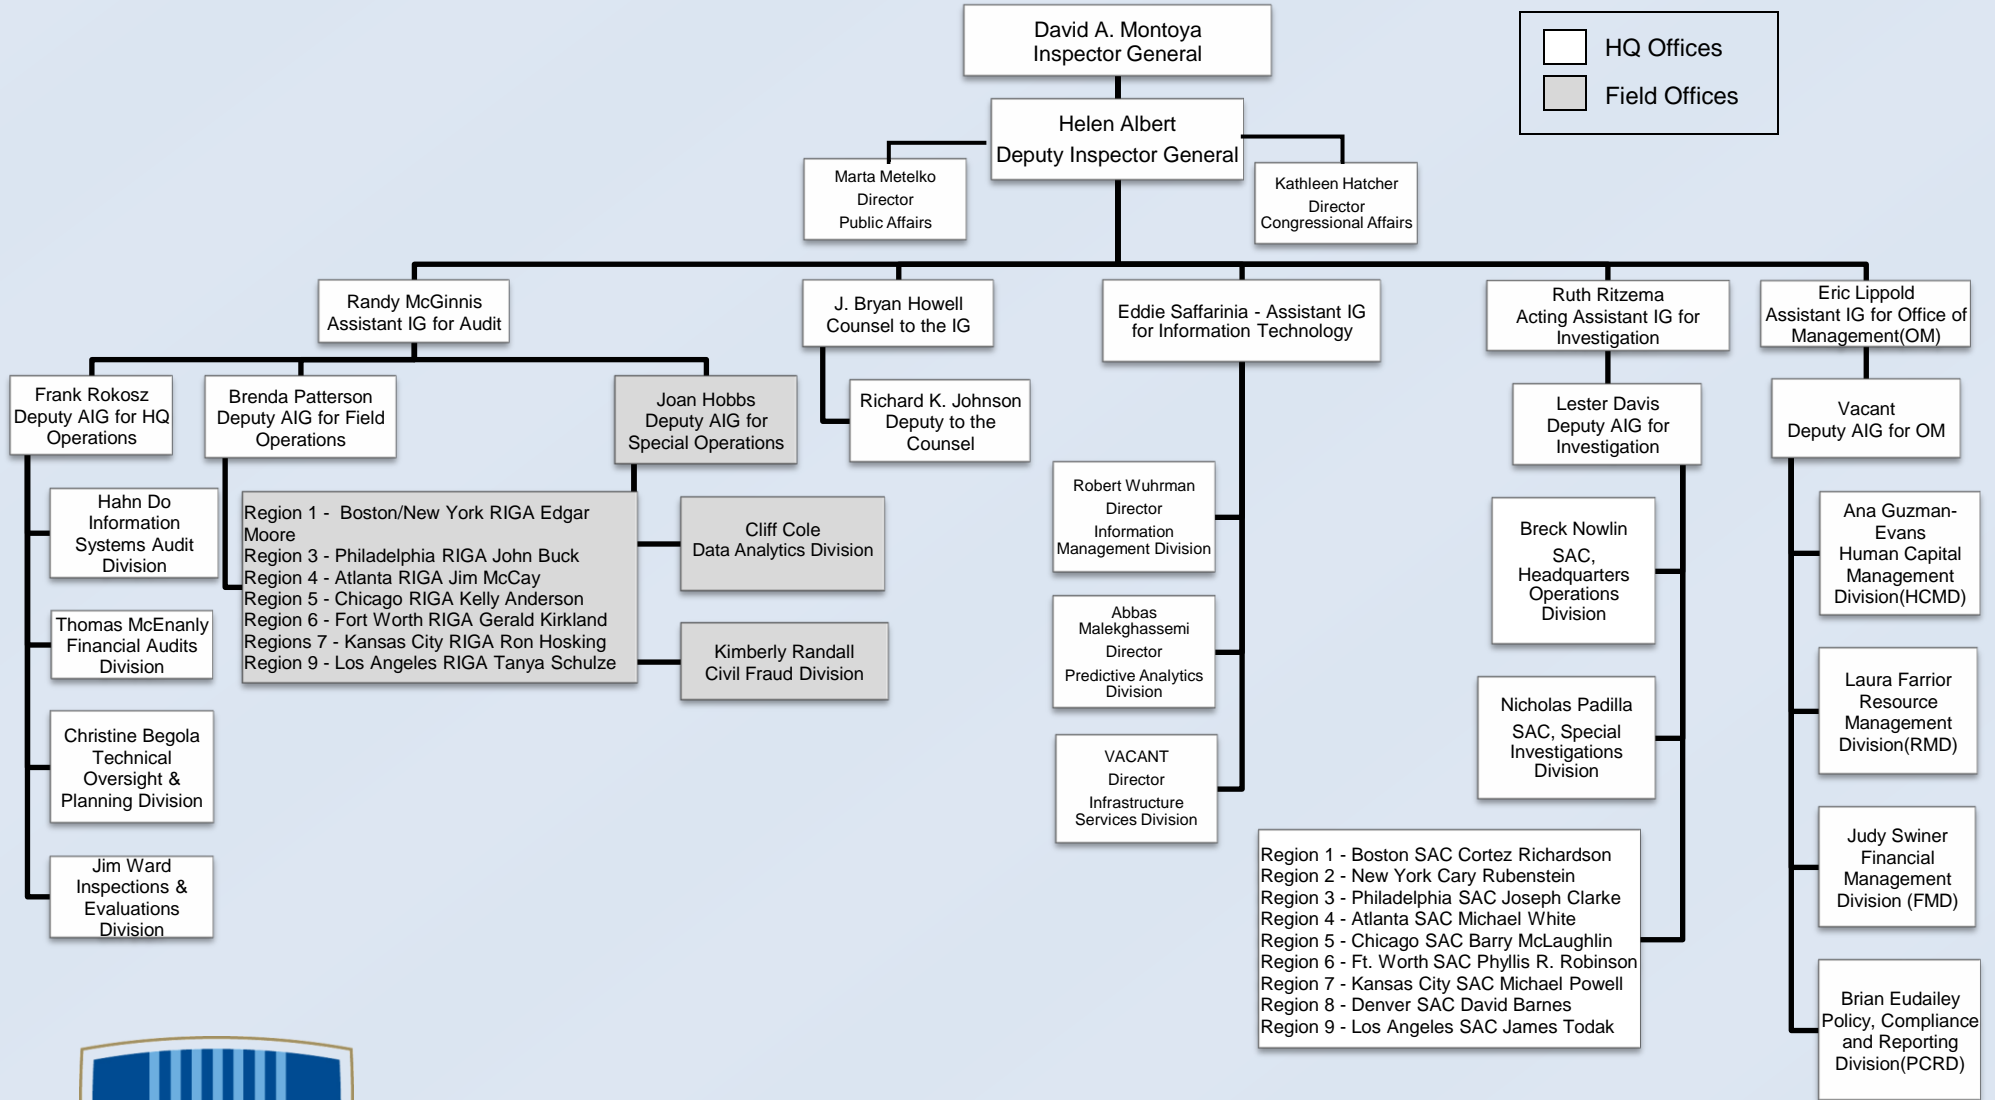 David A. Montoya
Inspector General
HQ Offices
Field Offices
Helen Albert
Deputy Inspector General
Marta Metelko
Director
Public Affairs
Kathleen Hatcher
Director
Congressional Affairs
Randy McGinnis
Assistant IG for Audit
J. Bryan Howell
Counsel to the IG
Eddie Saffarinia - Assistant IG
for Information Technology
Ruth Ritzema
Acting Assistant IG for
Investigation
Eric Lippold
Assistant IG for Office of
Management(OM)
Frank Rokosz
Deputy AIG for HQ
Operations
Brenda Patterson
Deputy AIG for Field
Operations
Joan Hobbs
Deputy AIG for
Special Operations
Richard K. Johnson
Deputy to the
Counsel
Lester Davis
Deputy AIG for
Investigation
Vacant
Deputy AIG for OM
Hahn Do
Information
Systems Audit
Division
Thomas McEnanly
Financial Audits
Division
Christine Begola
Technical
Oversight &
Planning Division
Jim Ward
Inspections &
Evaluations
Division
Region 1 -  Boston/New York RIGA Edgar
Moore
Region 3 - Philadelphia RIGA John Buck
Region 4 - Atlanta RIGA Jim McCay
Region 5 - Chicago RIGA Kelly Anderson
Region 6 - Fort Worth RIGA Gerald Kirkland
Regions 7 - Kansas City RIGA Ron Hosking
Region 9 - Los Angeles RIGA Tanya Schulze
Cliff Cole
Data Analytics Division
Kimberly Randall
Civil Fraud Division
Robert Wuhrman
Director
Information
Management Division
Abbas
Malekghassemi
Director
Predictive Analytics
Division
VACANT
Director
Infrastructure
Services Division
Breck Nowlin
SAC,
Headquarters
Operations
Division
Nicholas Padilla
SAC, Special
Investigations
Division
Region 1 - Boston SAC Cortez Richardson
Region 2 - New York Cary Rubenstein
Region 3 - Philadelphia SAC Joseph Clarke
Region 4 - Atlanta SAC Michael White
Region 5 - Chicago SAC Barry McLaughlin
Region 6 - Ft. Worth SAC Phyllis R. Robinson
Region 7 - Kansas City SAC Michael Powell
Region 8 - Denver SAC David Barnes
Region 9 - Los Angeles SAC James Todak
Ana Guzman-
Evans
Human Capital
Management
Division(HCMD)
Laura Farrior
Resource
Management
Division(RMD)
Judy Swiner
Financial
Management
Division (FMD)
Brian Eudailey
Policy, Compliance
and Reporting
Division(PCRD)